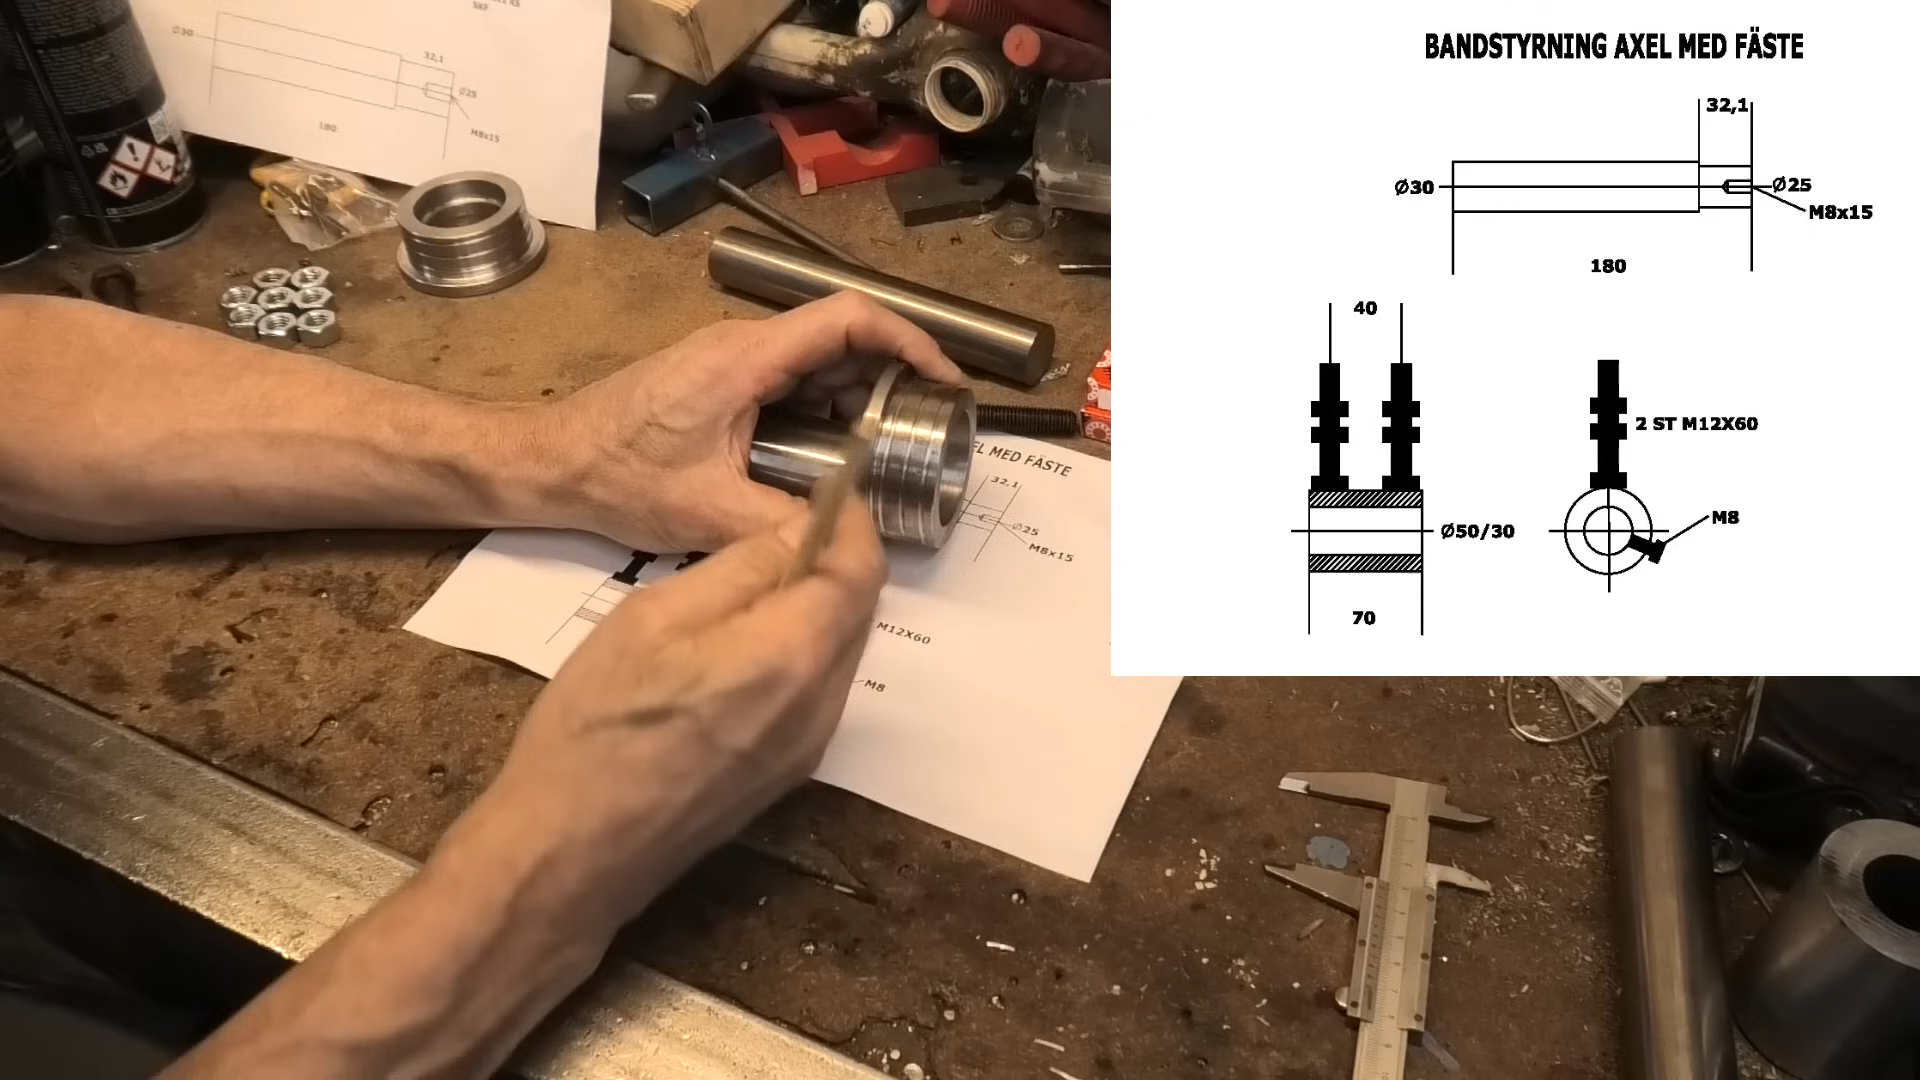 SKF
Ø30
32,1
Ø25
M8x15
180
EL MED FÄSTE
32,1
Ø25
M8x15
M12X60
M8
BANDSTYRNING AXEL MED FÄSTE
32,1
Ø30
Ø25
M8x15
180
40
2 ST M12X60
M8
Ø50/30
70